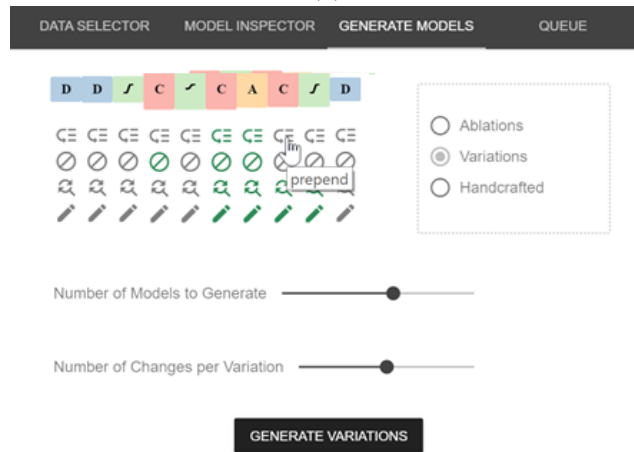 DATA SELECTOR MODEL INSPECTOR GENERATE MODELS QUEUE
D D C C A C D
Ablations
Variations
prepend
Handcrafted
Number of Models to Generate
Number of Changes per Variation
GENERATE VARIATIONS